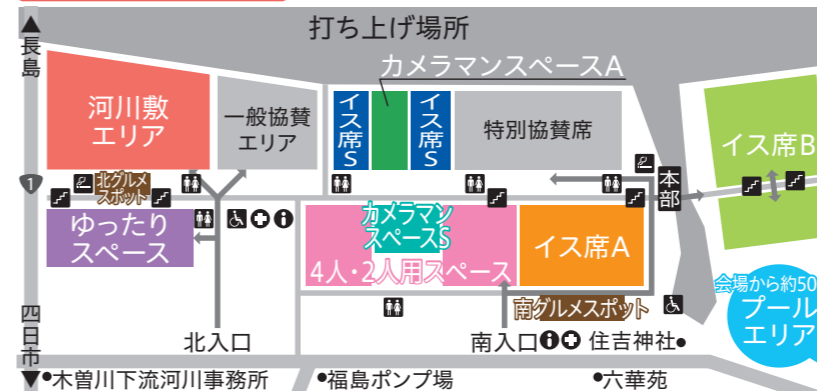 打ち上げ場所
▲
長島
カメラマンスペースA
河川敷
エリア
一般協賛
エリア
イス席S
イス席S
特別協賛席
イス席B
1
北グルメ
スポット
本部
ゆったり
スペース
カメラマン
スペースS
4人・2人用スペース
イス席A
会場から約50
プール
エリア
南グルメスポット
四日市
▼
北入口
南入口
住吉神社●
●木曽川下流河川事務所
●福島ポンプ場
●六華苑